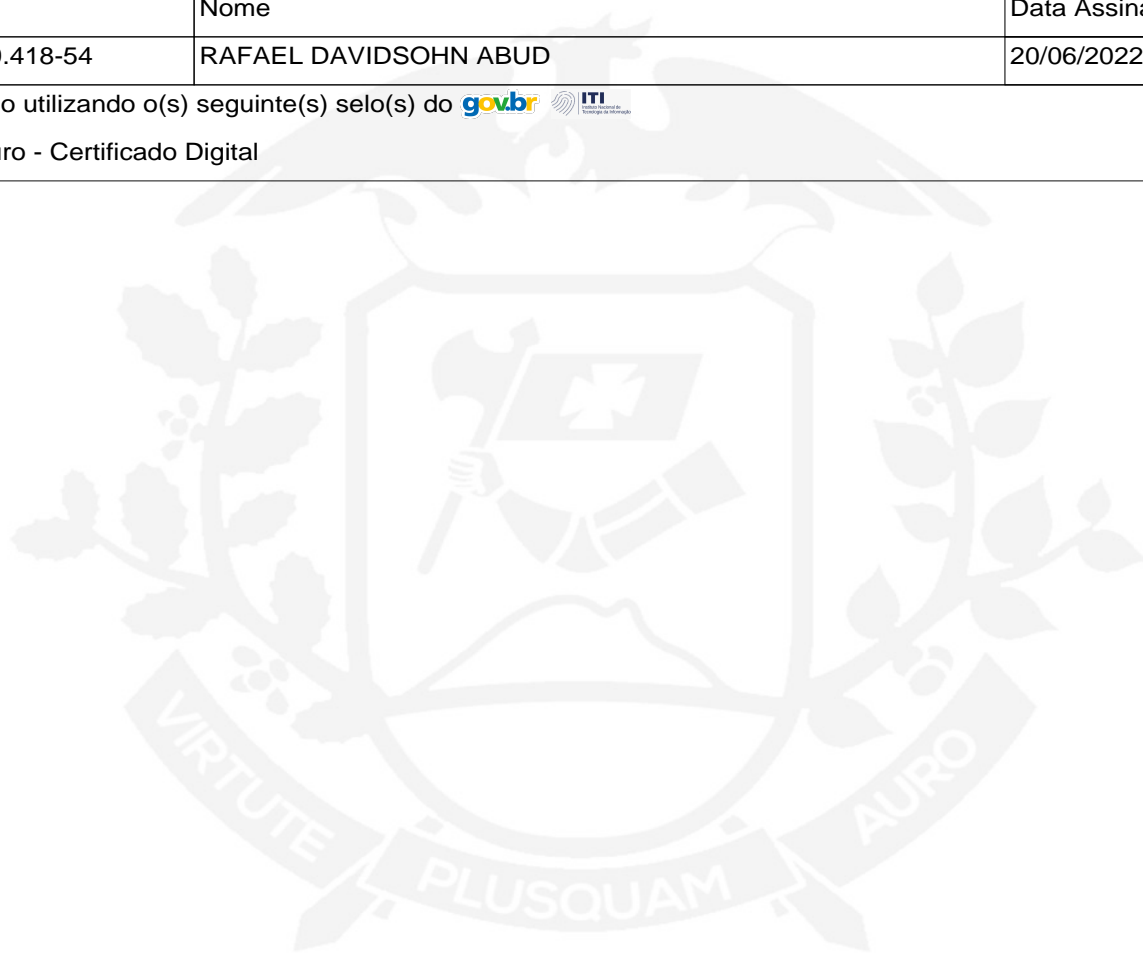 Nome Data Assina
.418-54 RAFAEL DAVIDSOHN ABUD 20/06/2022
o utilizando o(s) seguinte(s) selo(s) do gov.br ITI
ro - Certificado Digital
VIRTUTE PLUSQUAM AURO